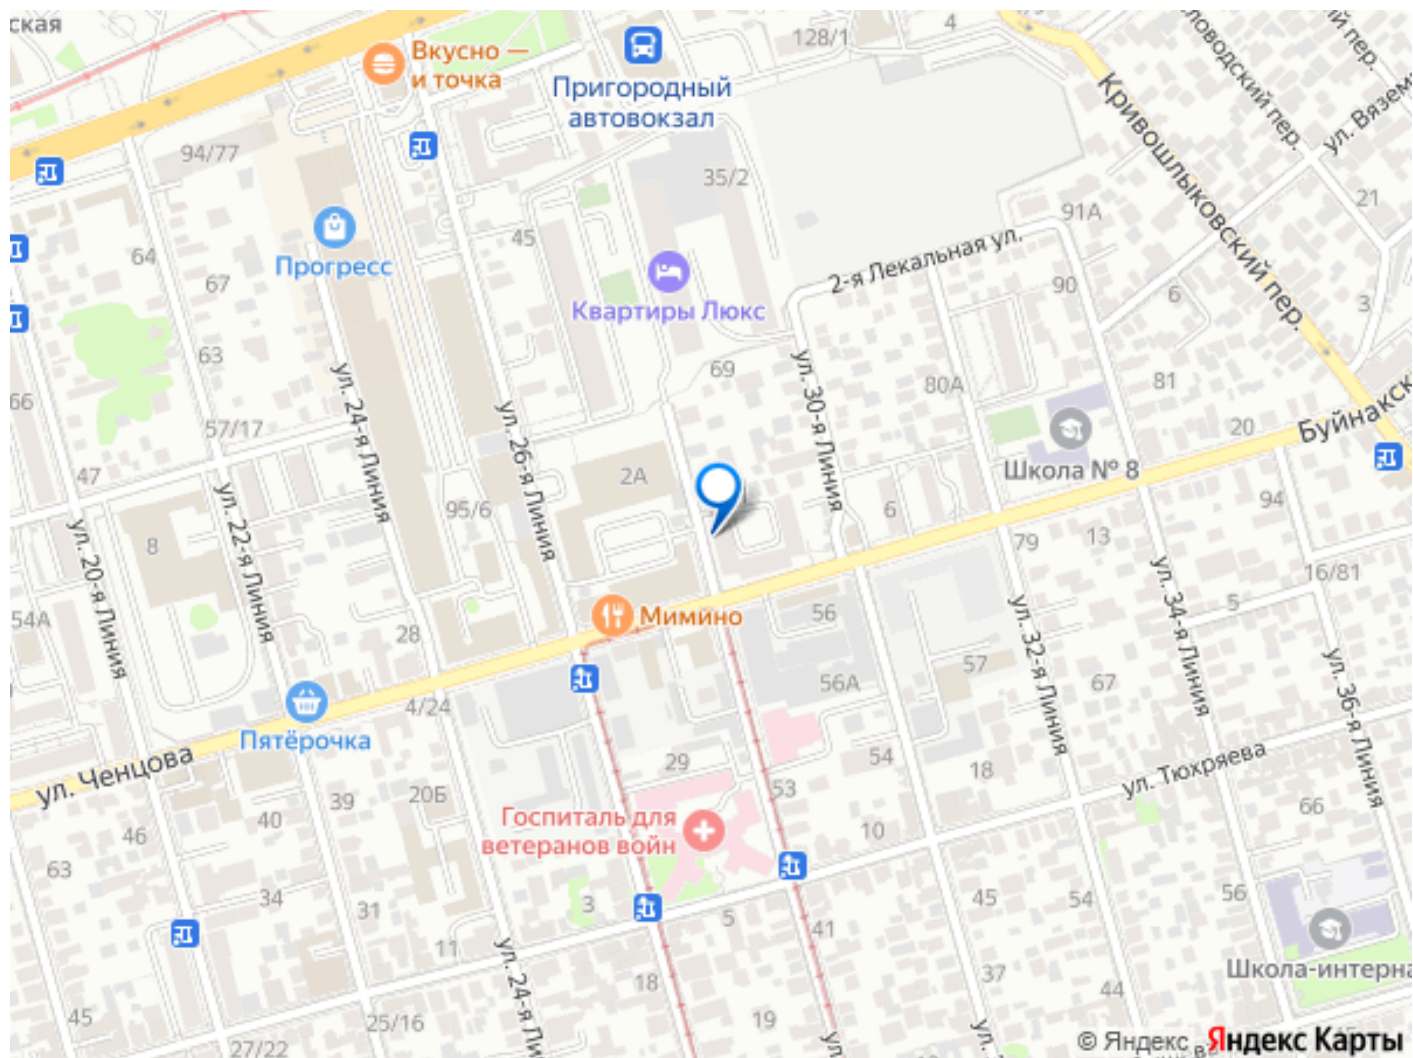 ская
Вкусно —
и точка
128/1
4
Пригородный
автовокзал
Кривошлыковский пер.
ул. Вяземс
94/77
35/2
21
91А
45
2-я Лекальная ул.
64
67
Прогресс
Квартиры Люкс
90
6
3
63
69
80А
81
66
ул. 24-я Линия
ул. 26-я Линия
ул. 30-я Линия
57/17
20
Буйнакск
47
2А
Школа № 8
94
95/6
6
8
ул. 20-я Линия
ул. 22-я Линия
79
13
16/81
54А
28
Мимино
56
5
ул. 32-я Линия
ул. 34-я Линия
57
56А
67
ул. 36-я Линия
4/24
Пятёрочка
ул. Ченцова
29
53
54
18
ул. Тюхряева
39
20Б
66
46
40
Госпиталь для
ветеранов войн
10
63
34
31
3
5
45
54
56
11
41
ул. 24-я Ли
18
37
44
Школа-интерна
45
25/16
19
27/22
ул.
ул.
© Яндекс Яндекс Карты